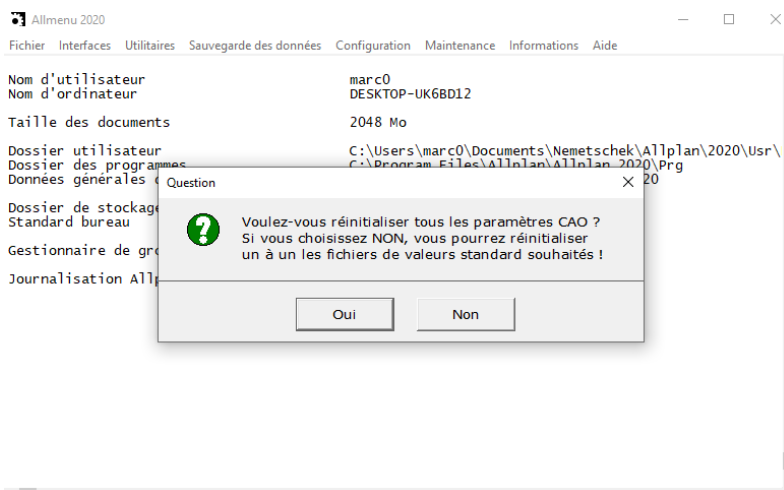 Allmenu 2020
Fichier Interfaces Utilitaires Sauvegarde des données Configuration Maintenance Informations Aide
Nom d'utilisateur marc0
Nom d'ordinateur DESKTOP-UK6BD12
Taille des documents 2048 Mo
Dossier utilisateur C:\Users\marc0\Documents\Nemetschek\Allplan\2020\Usr\
Dossier des programmes C:\Program Files\Allplan\Allplan 2020\Prg
Données générales 20
Question
Dossier de stockage
Standard bureau
Voulez-vous réinitialiser tous les paramètres CAO ?
Si vous choisissez NON, vous pourrez réinitialiser
un à un les fichiers de valeurs standard souhaités !
Gestionnaire de gro
Journalisation Allp
Oui Non